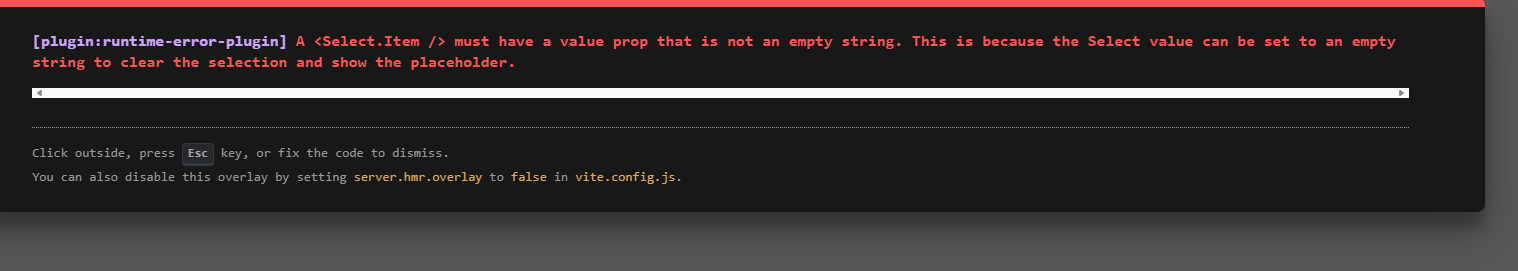 [plugin:runtime-error-plugin] A <Select.Item /> must have a value prop that is not an empty string. This is because the Select value can be set to an empty
string to clear the selection and show the placeholder.
Click outside, press Esc key, or fix the code to dismiss.
You can also disable this overlay by setting server.hmr.overlay to false in vite.config.js.